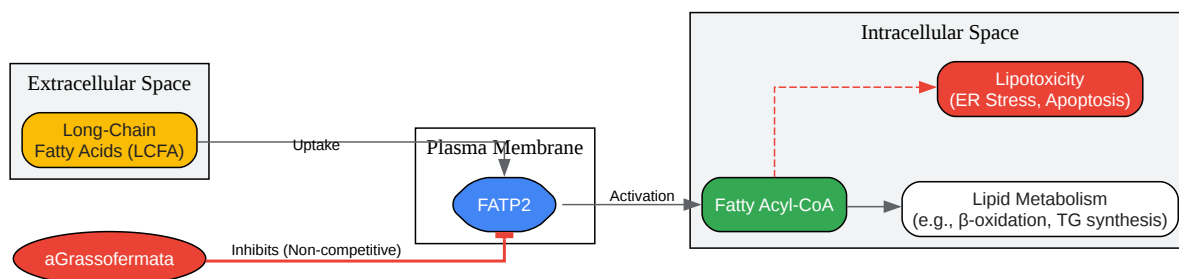 Extracellular Space
Long-Chain
Fatty Acids (LCFA)
Uptake
Plasma Membrane
FATP2
aGrassofermata
Inhibits (Non-competitive)
Activation
Intracellular Space
Lipotoxicity
(ER Stress, Apoptosis)
Fatty Acyl-CoA
Lipid Metabolism
(e.g., β-oxidation, TG synthesis)